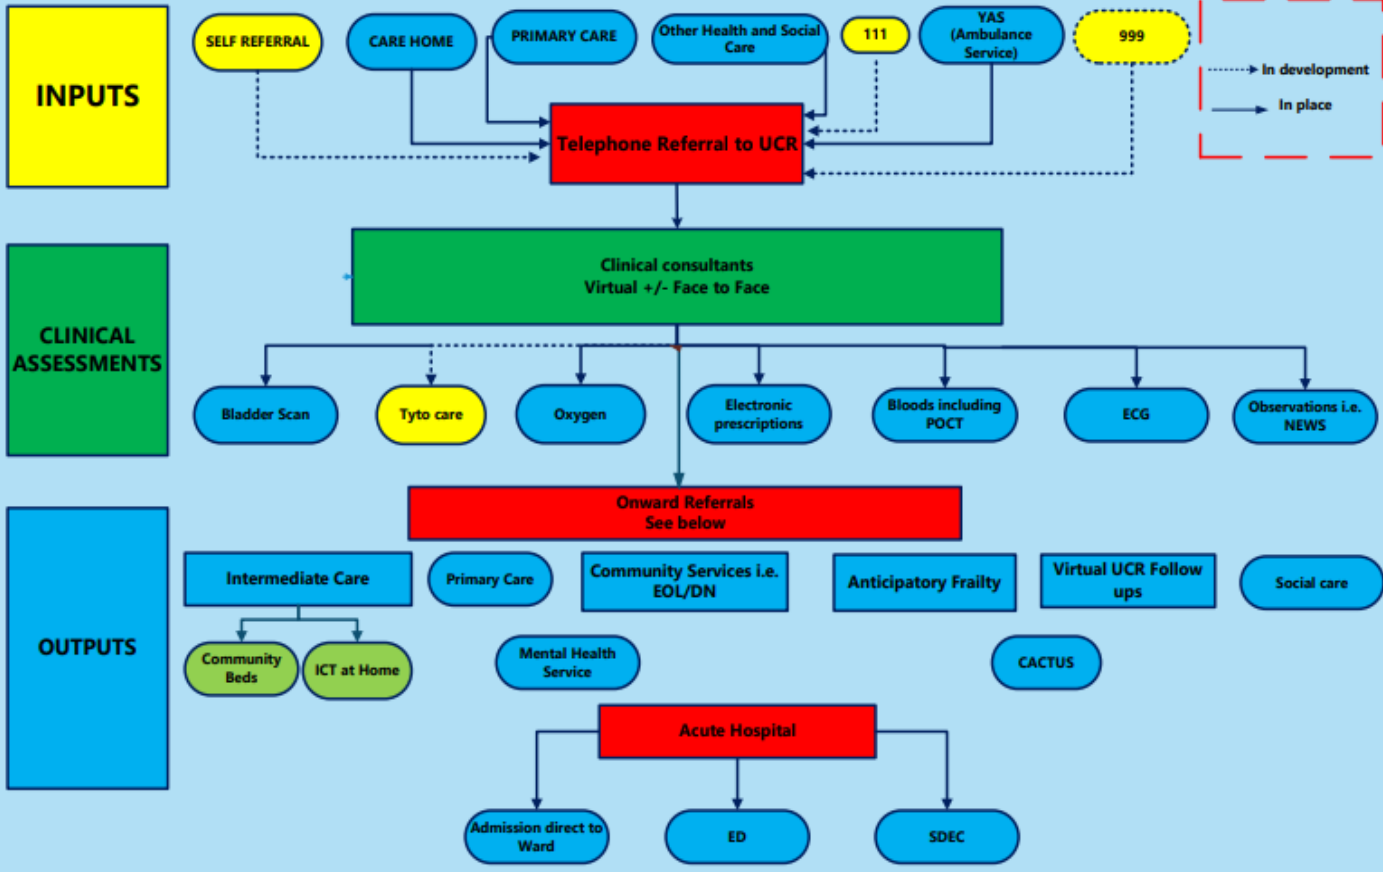 INPUTS
SELF REFERRAL
CARE HOME
PRIMARY CARE
Other Health and Social
Care
111
YAS
(Ambulance
Service)
999
In development
In place
Telephone Referral to UCR
CLINICAL
ASSESSMENTS
Clinical consultants
Virtual +/- Face to Face
Bladder Scan
Tyto care
Oxygen
Electronic
prescriptions
Bloods including
POCT
ECG
Observations i.e.
NEWS
OUTPUTS
Onward Referrals
See below
Intermediate Care
Primary Care
Community Services i.e.
EOL/DN
Anticipatory Frailty
Virtual UCR Follow
ups
Social care
Community
Beds
ICT at Home
Mental Health
Service
CACTUS
Acute Hospital
Admission direct to
Ward
ED
SDEC